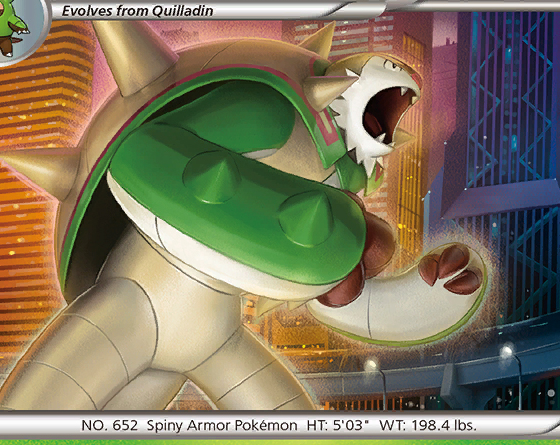 Evolves from Quilladin
NO. 652 Spiny Armor Pokémon HT: 5'03" WT: 198.4 lbs.